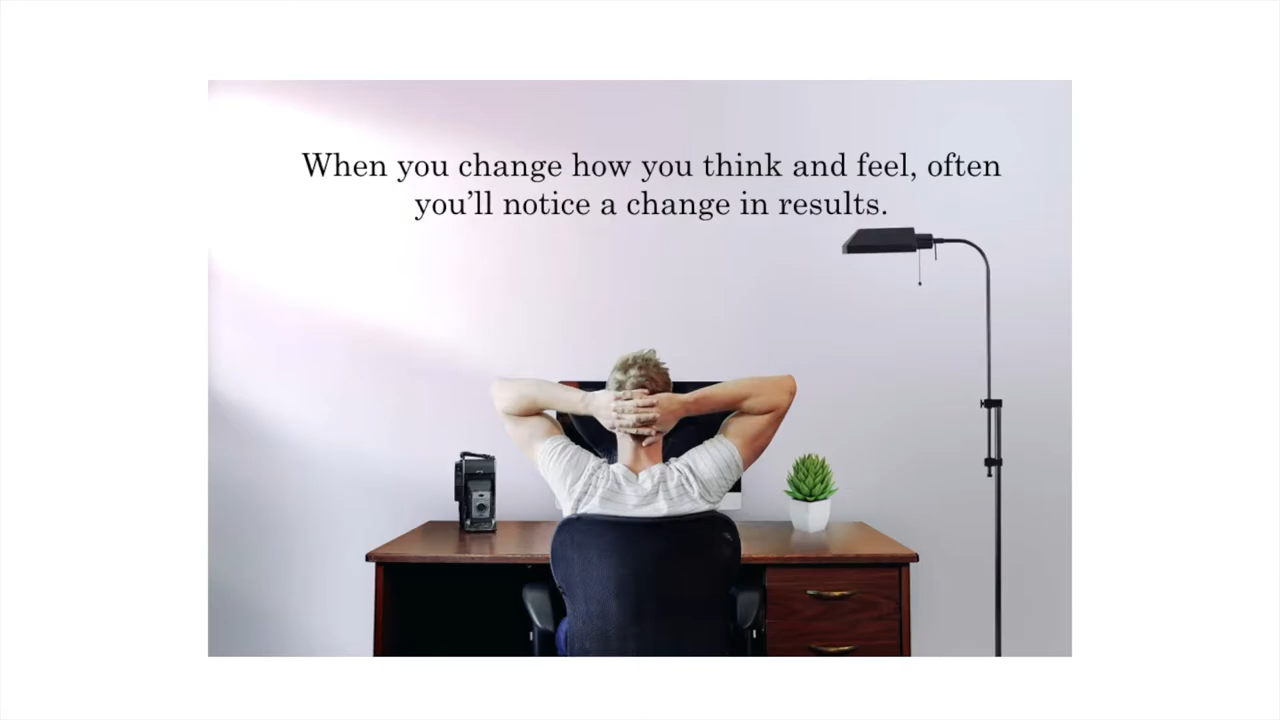 When you change how you think and feel, often
you’ll notice a change in results.